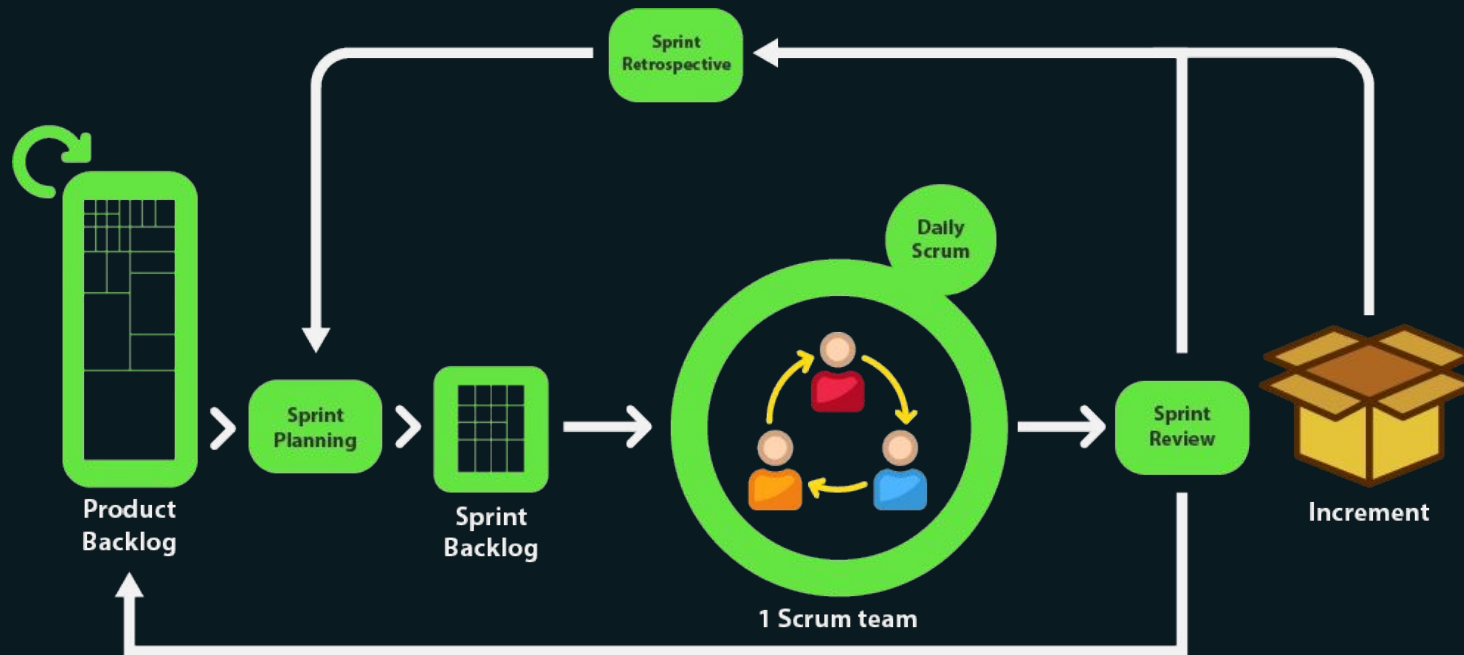 Sprint
Retrospective
Daily
Scrum
Sprint
Planning
Sprint
Review
Product
Backlog
Sprint
Backlog
Increment
1 Scrum team